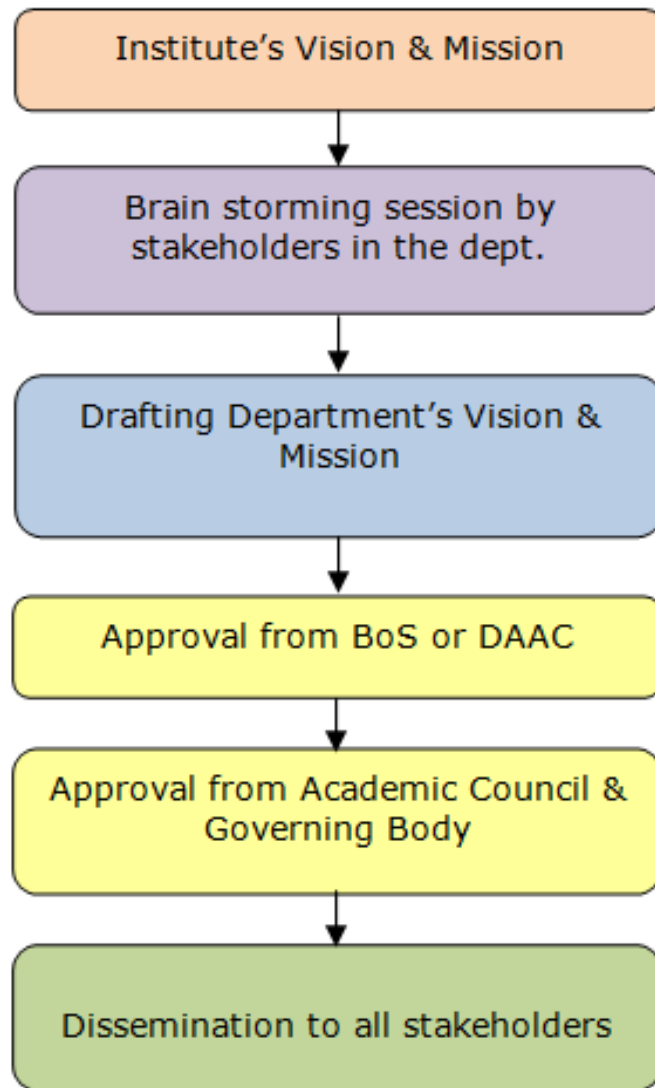 Institute’s Vision & Mission
Brain storming session by
stakeholders in the dept.
Drafting Department’s Vision &
Mission
Approval from BoS or DAAC
Approval from Academic Council &
Governing Body
Dissemination to all stakeholders